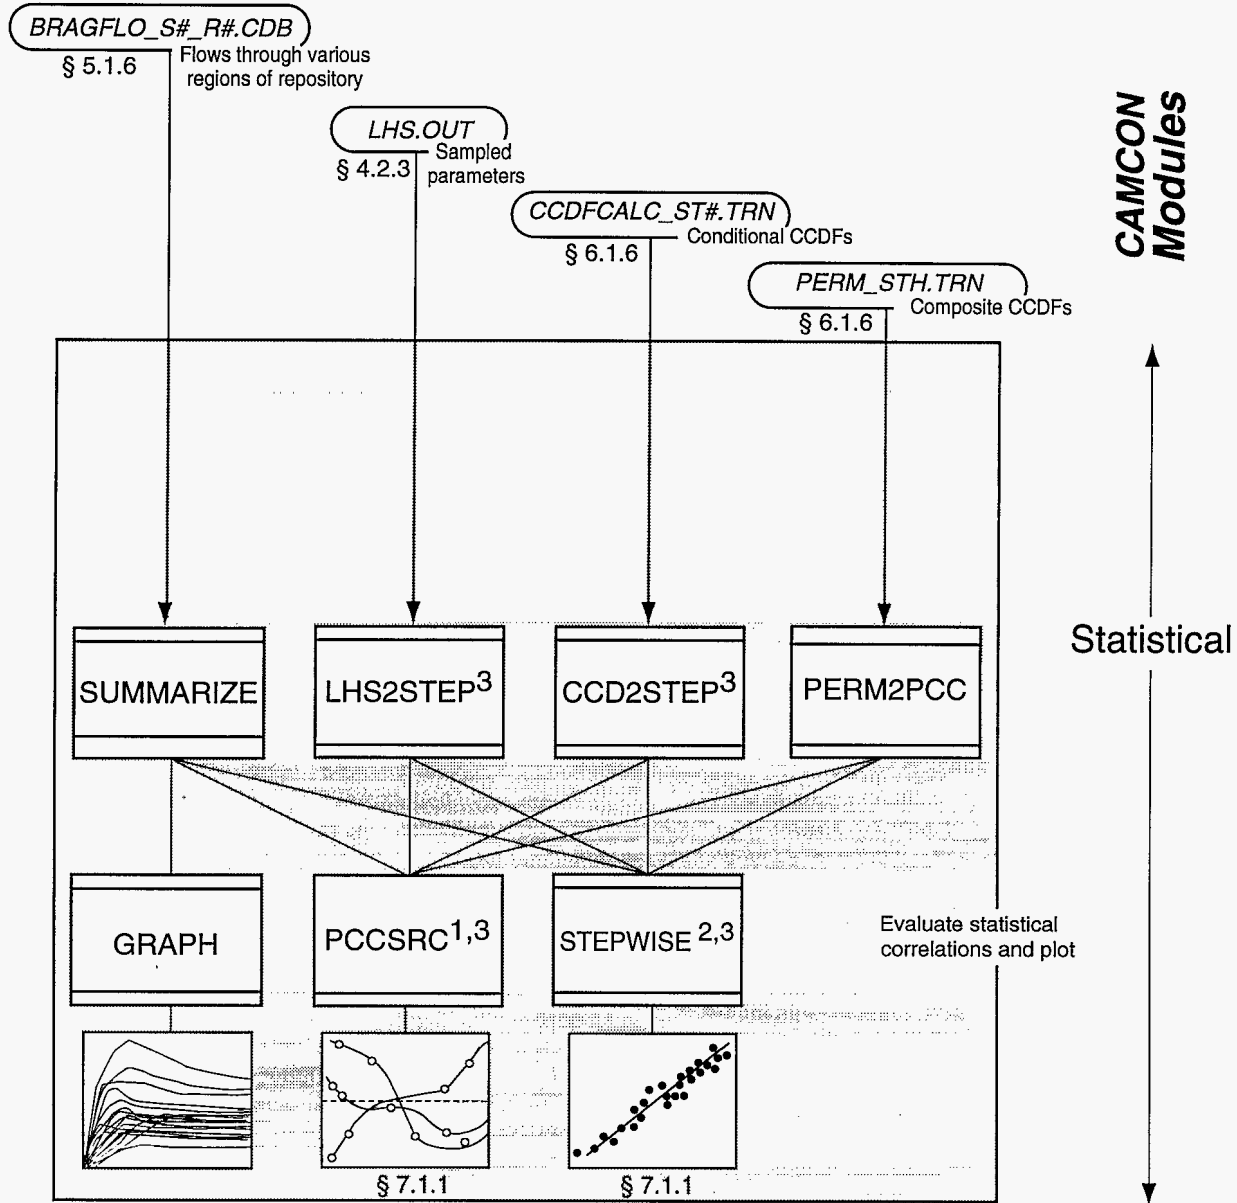 BRAGFLO_S#_R#.CDB
§ 5.1.6
Flows through various
regions of repository
LHS.OUT
§ 4.2.3
Sampled
parameters
CCDFCALC_ST#.TRN
§ 6.1.6
Conditional CCDFs
PERM_STH.TRN
§ 6.1.6
Composite CCDFs
CAMCON
Modules
Statistical
SUMMARIZE
LHS2STEP3
CCD2STEP3
PERM2PCC
GRAPH
PCCSRC1,3
STEPWISE 2,3
Evaluate statistical
correlations and plot
§ 7.1.1
§ 7.1.1